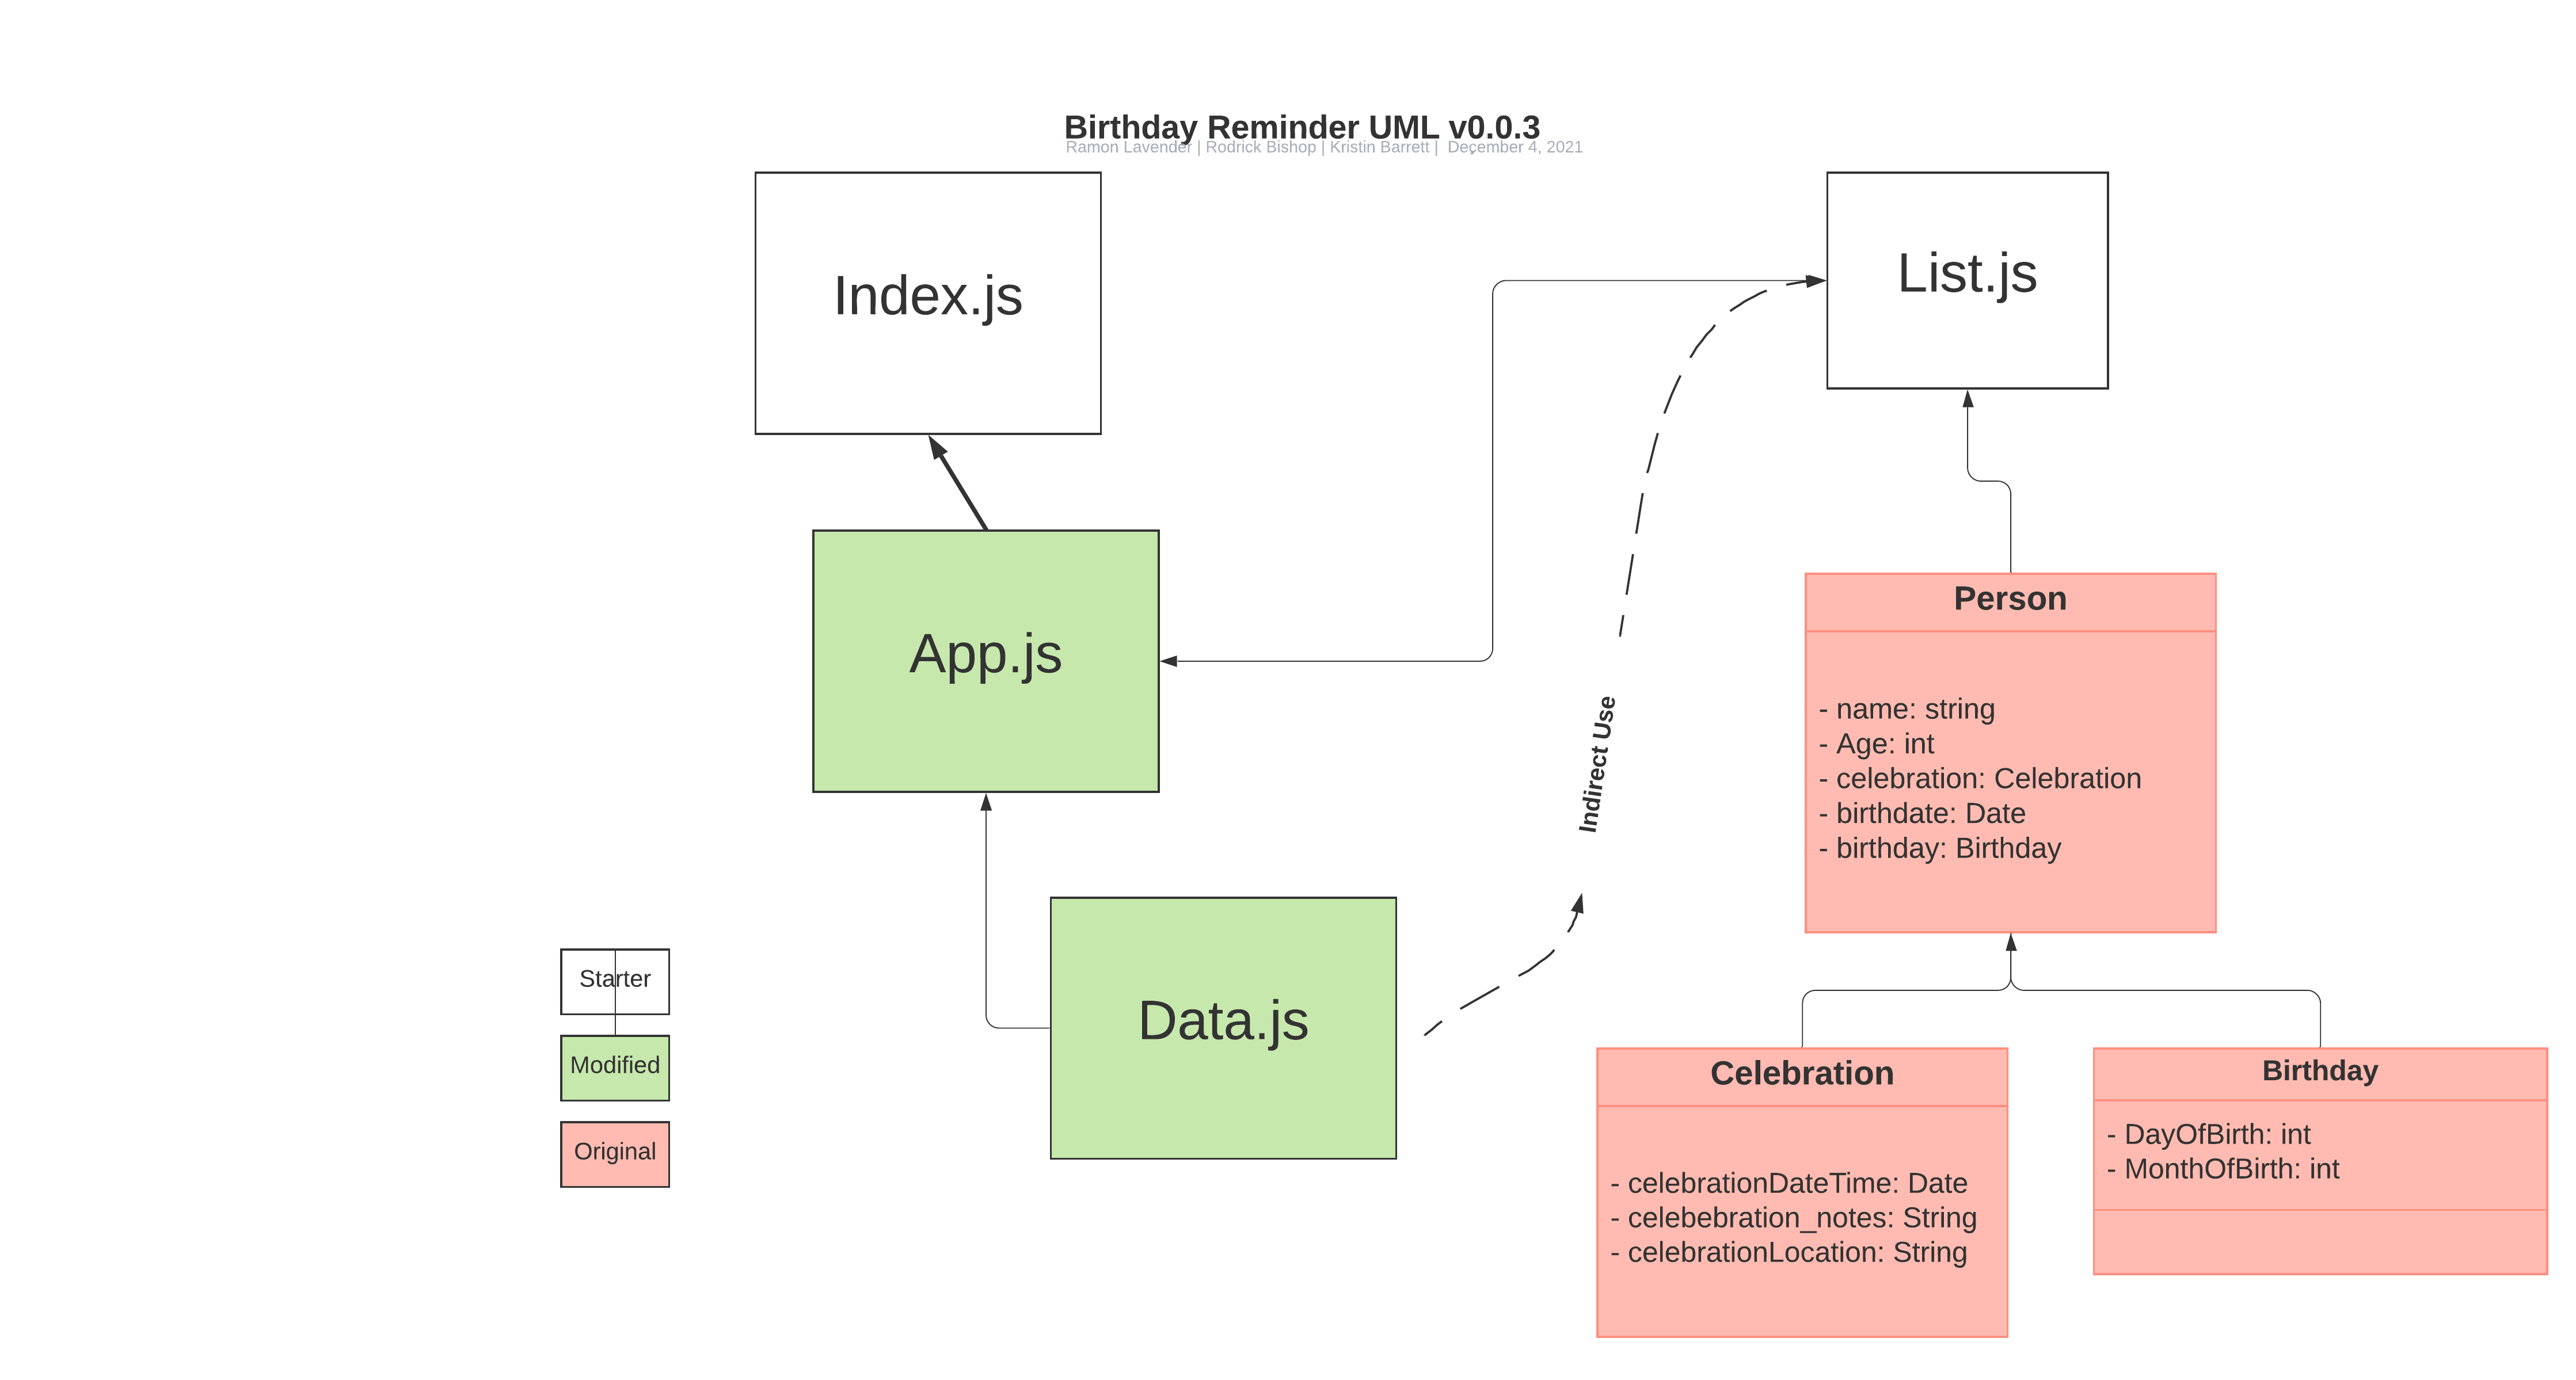 Birthday Reminder UML v0.0.3
Ramon Lavender | Rodrick Bishop | Kristin Barrett | December 4, 2021
Index.js
List.js
App.js
Indirect Use
Person
- name: string
- Age: int
- celebration: Celebration
- birthdate: Date
- birthday: Birthday
Data.js
Starter
Modified
Original
Celebration
- celebrationDateTime: Date
- celebebration_notes: String
- celebrationLocation: String
Birthday
- DayOfBirth: int
- MonthOfBirth: int